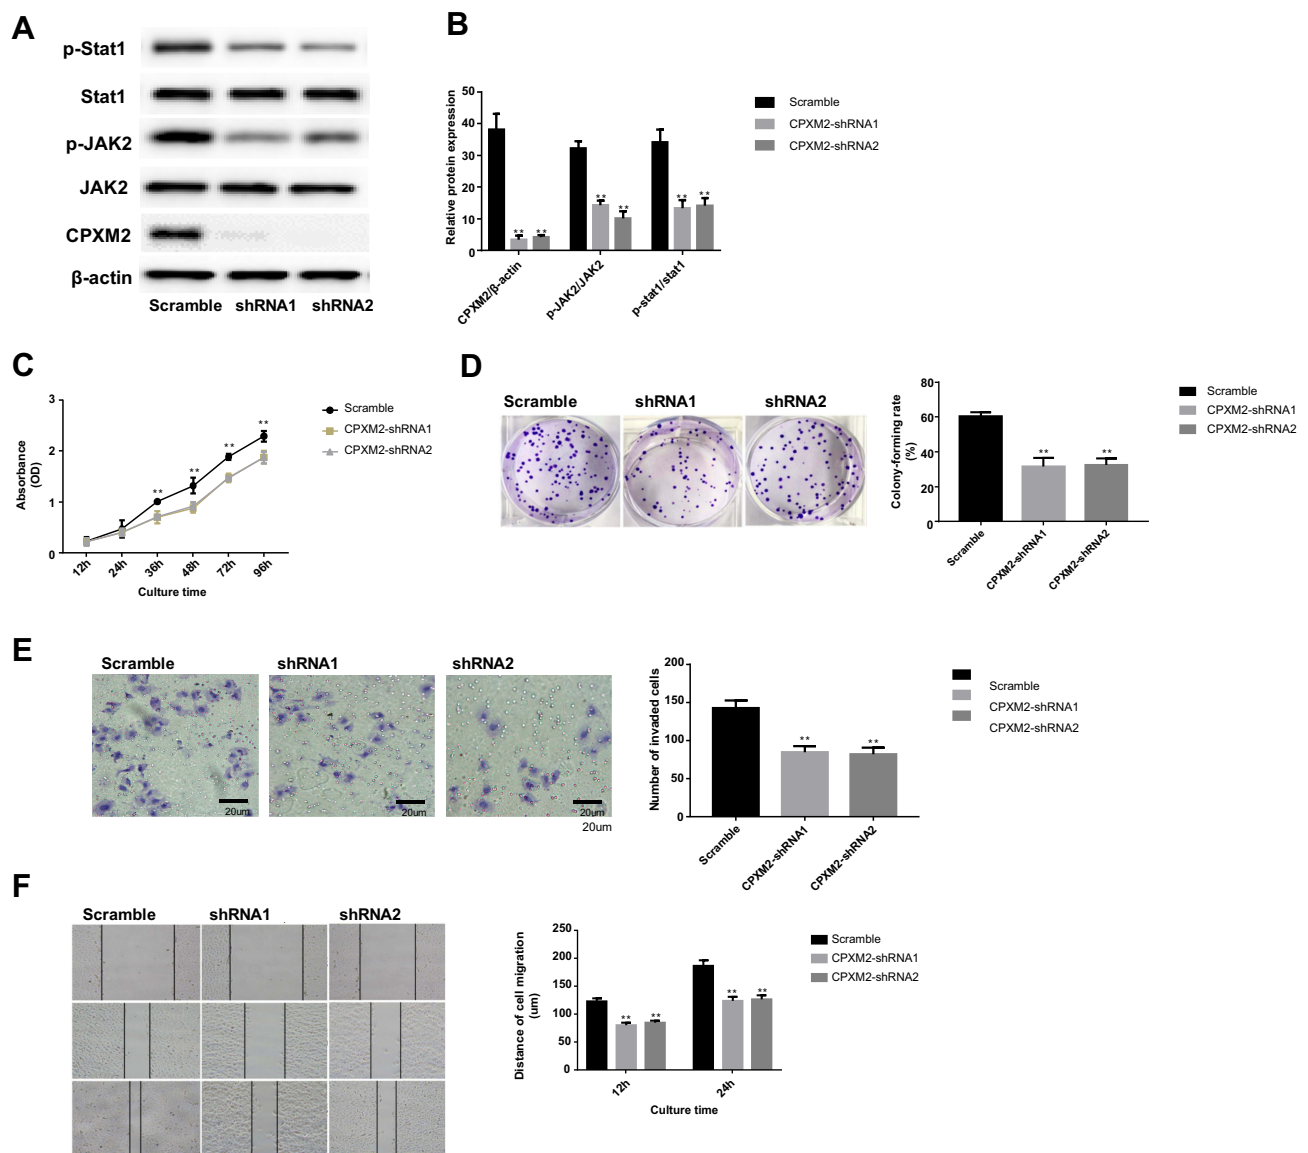 A
p-Stat1
Stat1
p-JAK2
JAK2
CPXM2
β-actin
Scramble shRNA1 shRNA2
B
Relative protein expression
50
40
30
20
10
0
** ** ** ** ** **
CPXM2/β-actin
p-JAK2/JAK2
p-stat1/stat1
Scramble
CPXM2-shRNA1
CPXM2-shRNA2
C
Absorbance
(OD)
3
2
1
0
** ** ** **
12h 24h 36h 48h 72h 96h
Culture time
Scramble
CPXM2-shRNA1
CPXM2-shRNA2
D
Scramble shRNA1 shRNA2
Colony-forming rate
(%)
80
60
40
20
0
** **
Scramble
CPXM2-shRNA1
CPXM2-shRNA2
Scramble
CPXM2-shRNA1
CPXM2-shRNA2
E
Scramble shRNA1 shRNA2
20um 20um 20um
20um
Number of invaded cells
200
150
100
50
0
** **
Scramble
CPXM2-shRNA1
CPXM2-shRNA2
Scramble
CPXM2-shRNA1
CPXM2-shRNA2
F
Scramble shRNA1 shRNA2
Distance of cell migration
(um)
250
200
150
100
50
0
** ** ** **
12h 24h
Culture time
Scramble
CPXM2-shRNA1
CPXM2-shRNA2